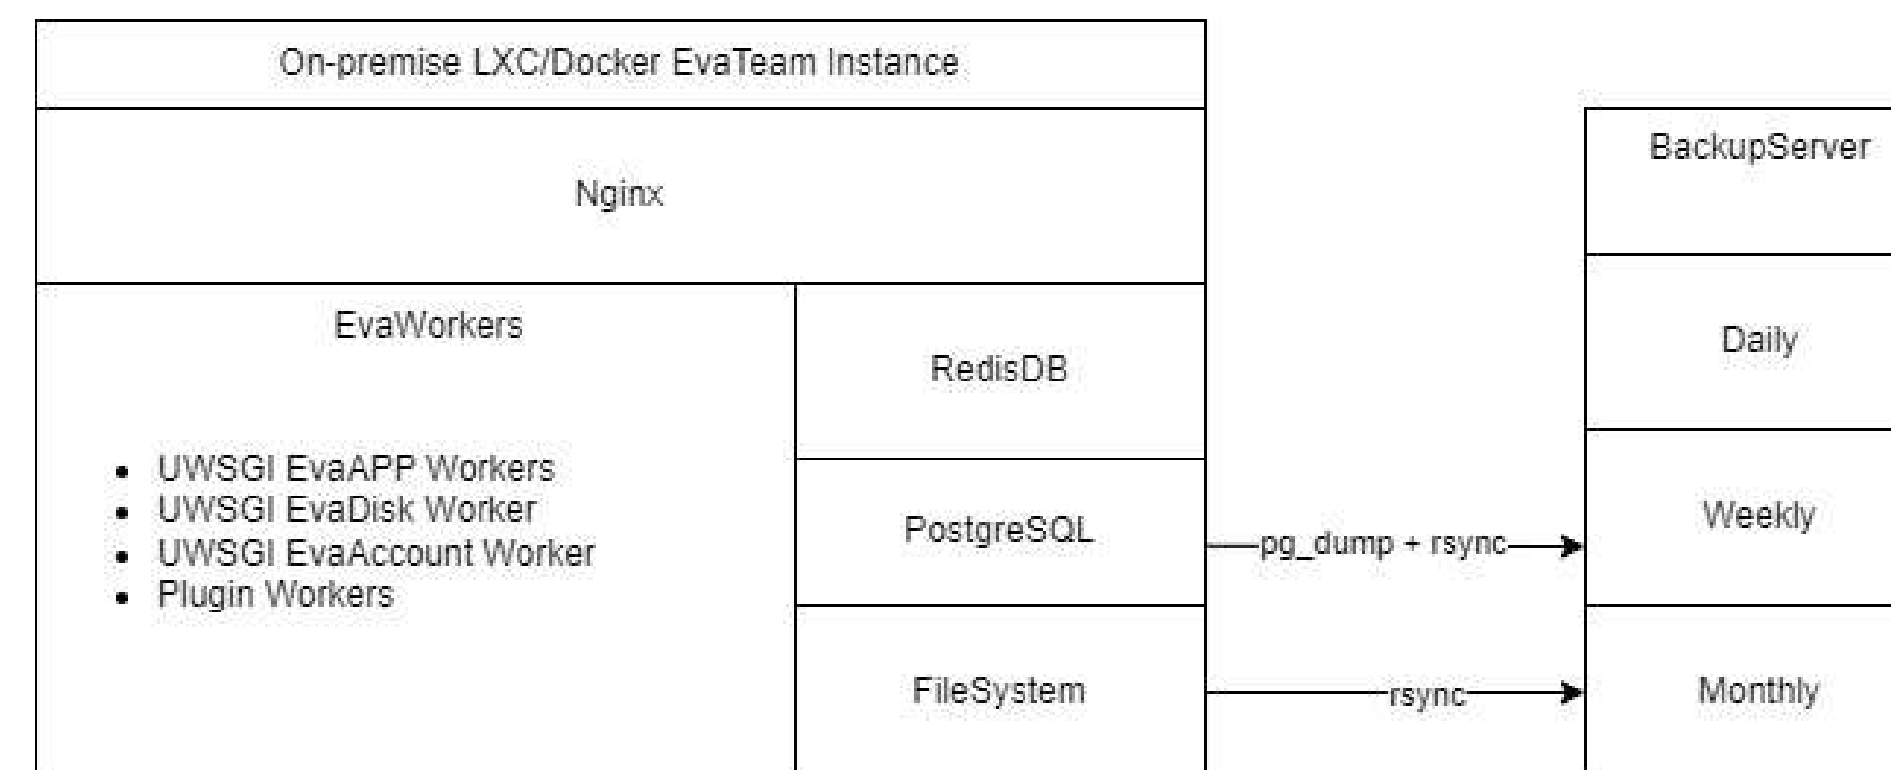 On-premise LXC/Docker EvaTeam Instance
Nginx
EvaWorkers
• UWSGI EvaAPP Workers
• UWSGI EvaDisk Worker
• UWSGI EvaAccount Worker
• Plugin Workers
RedisDB
PostgreSQL
FileSystem
pg_dump + rsync
rsync
BackupServer
Daily
Weekly
Monthly